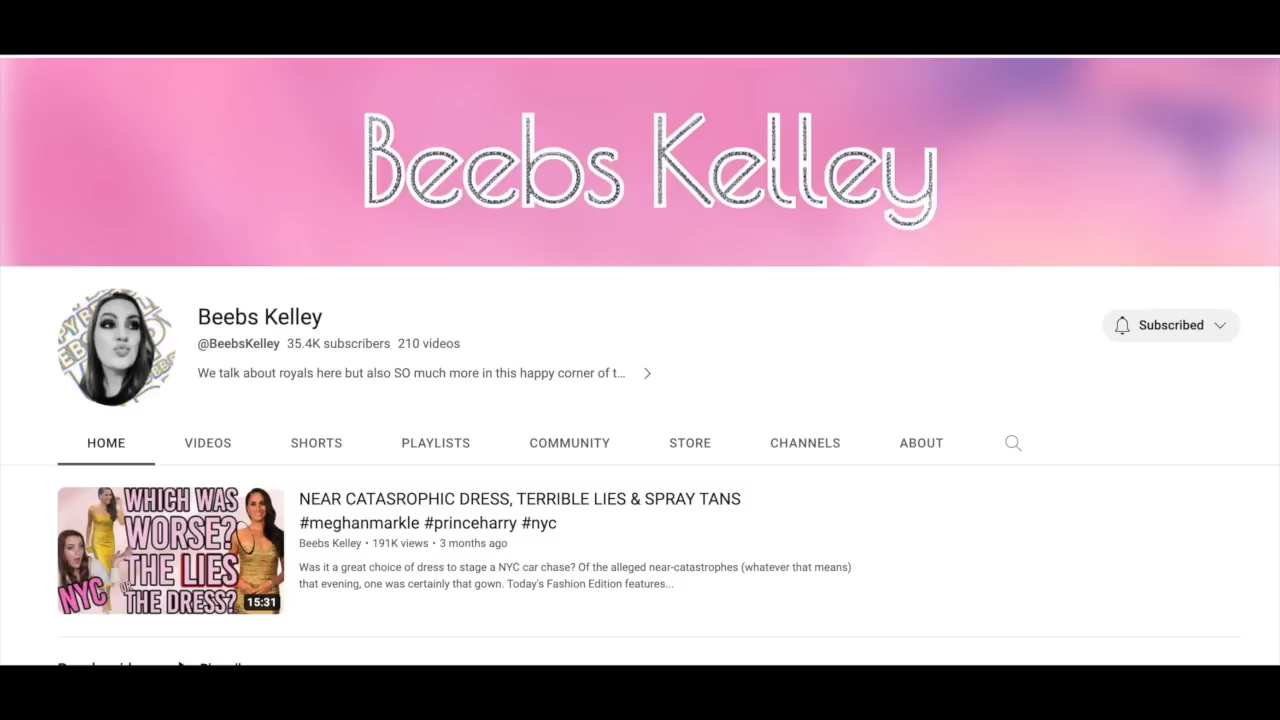 Beebs Kelley
Beebs Kelley
@BeebsKelley 35.4K subscribers 210 videos
We talk about royals here but also SO much more in this happy corner of t...
Subscribed
HOME VIDEOS SHORTS PLAYLISTS COMMUNITY STORE CHANNELS ABOUT
WHICH WAS
WORSE?
THE LIES
OR
THE DRESS?
NYC
15:31
NEAR CATASROPHIC DRESS, TERRIBLE LIES & SPRAY TANS
#meghanmarkle #princeharry #nyc
Beebs Kelley • 191K views • 3 months ago
Was it a great choice of dress to stage a NYC car chase? Of the alleged near-catastrophes (whatever that means)
that evening, one was certainly that gown. Today's Fashion Edition features...